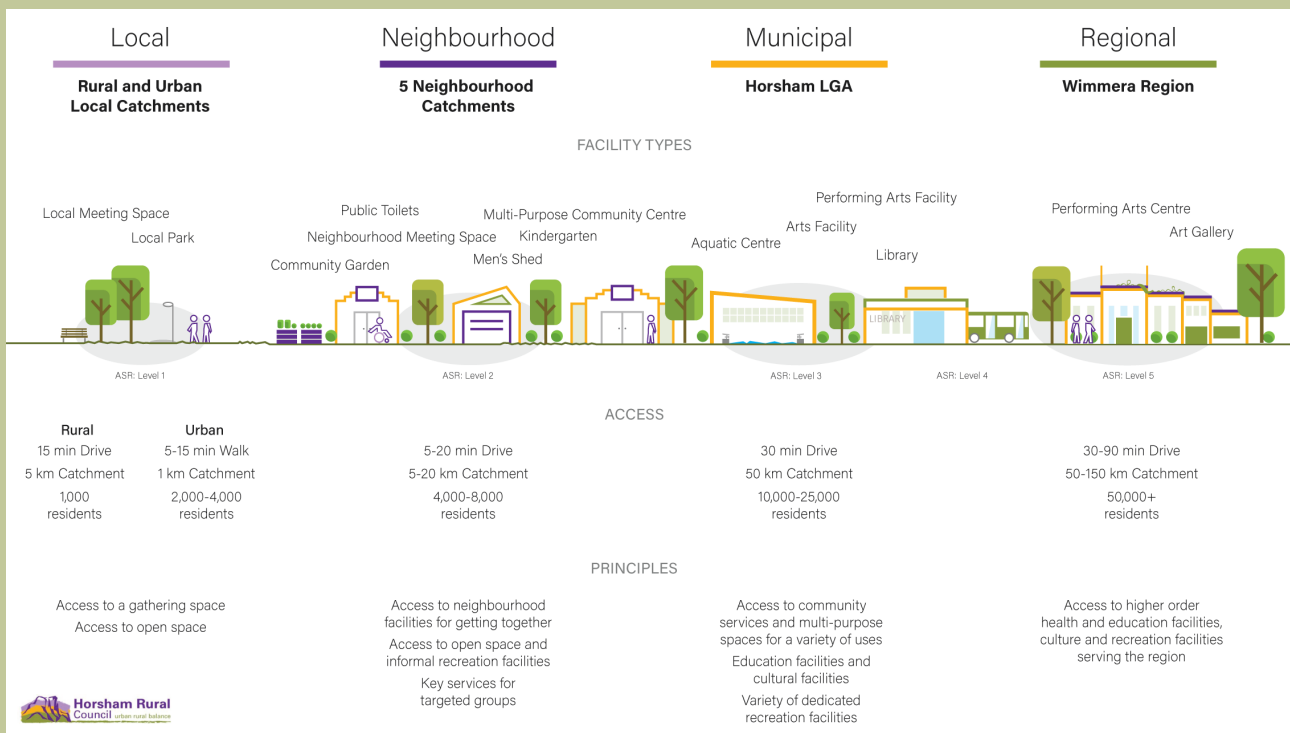 Local
Rural and Urban
Local Catchments
Neighbourhood
5 Neighbourhood
Catchments
Municipal
Horsham LGA
Regional
Wimmera Region
FACILITY TYPES
Local Meeting Space
Local Park
Public Toilets
Neighbourhood Meeting Space
Community Garden
Multi-Purpose Community Centre
Kindergarten
Men's Shed
Performing Arts Facility
Arts Facility
Aquatic Centre
Library
Performing Arts Centre
Art Gallery
LIBRARY
ASR: Level 1
ASR: Level 2
ASR: Level 3
ASR: Level 4
ASR: Level 5
ACCESS
Rural
15 min Drive
5 km Catchment
1,000
residents
Urban
5-15 min Walk
1 km Catchment
2,000-4,000
residents
5-20 min Drive
5-20 km Catchment
4,000-8,000
residents
30 min Drive
50 km Catchment
10,000-25,000
residents
30-90 min Drive
50-150 km Catchment
50,000+
residents
PRINCIPLES
Access to a gathering space
Access to open space
Access to neighbourhood
facilities for getting together
Access to open space and
informal recreation facilities
Key services for
targeted groups
Access to community
services and multi-purpose
spaces for a variety of uses
Education facilities and
cultural facilities
Variety of dedicated
recreation facilities
Access to higher order
health and education facilities,
culture and recreation facilities
serving the region
Horsham Rural
Council urban rural balance